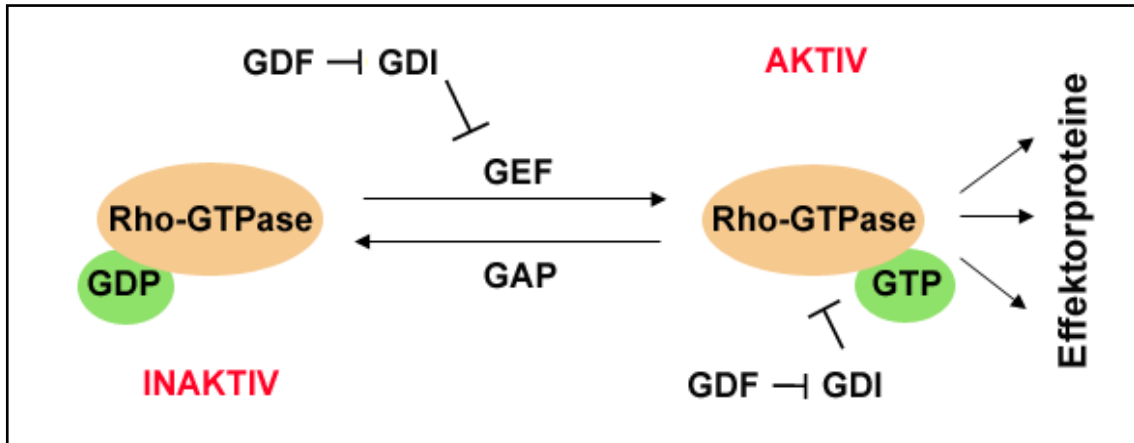 GDF ⊣ GDI
AKTIV
GEF
Rho-GTPase
Rho-GTPase
GDP
GAP
GTP
INAKTIV
GDF ⊣ GDI
Effektorproteine